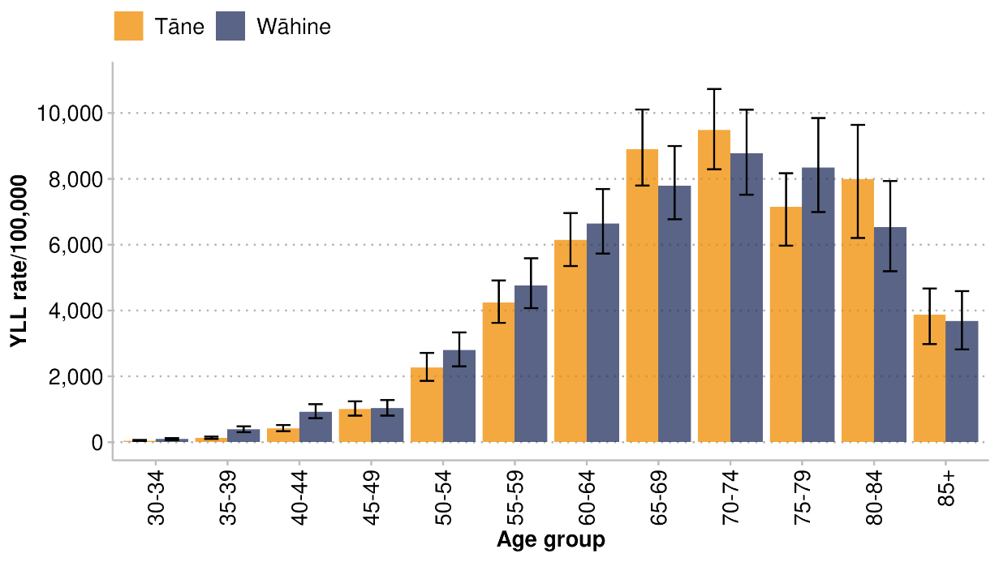 Tāne Wāhine
YLL rate/100,000
10,000
8,000
6,000
4,000
2,000
0
30-34 35-39 40-44 45-49 50-54 55-59 60-64 65-69 70-74 75-79 80-84 85+
Age group